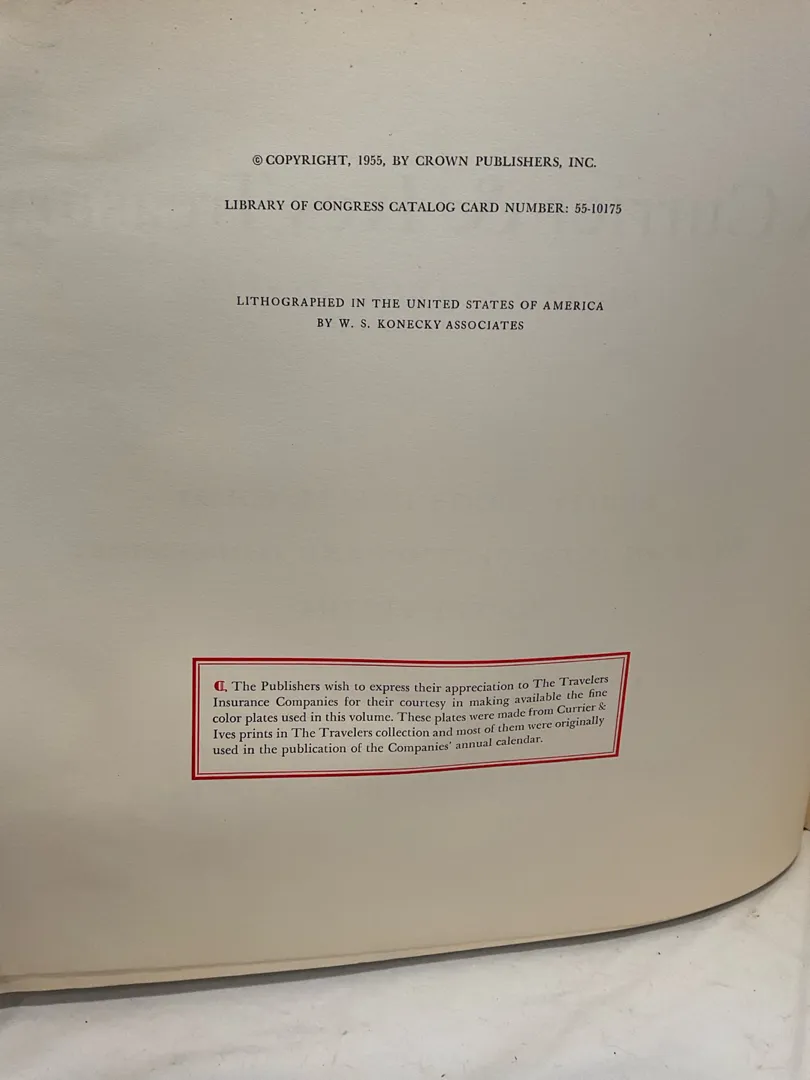 © COPYRIGHT, 1955, BY CROWN PUBLISHERS, INC.
LIBRARY OF CONGRESS CATALOG CARD NUMBER: 55-10175
LITHOGRAPHED IN THE UNITED STATES OF AMERICA
BY W. S. KONECKY ASSOCIATES
The Publishers wish to express their appreciation to The Travelers
Insurance Companies for their courtesy in making available the fine
color plates used in this volume. These plates were made from Currier &
Ives prints in The Travelers collection and most of them were originally
used in the publication of the Companies' annual calendar.